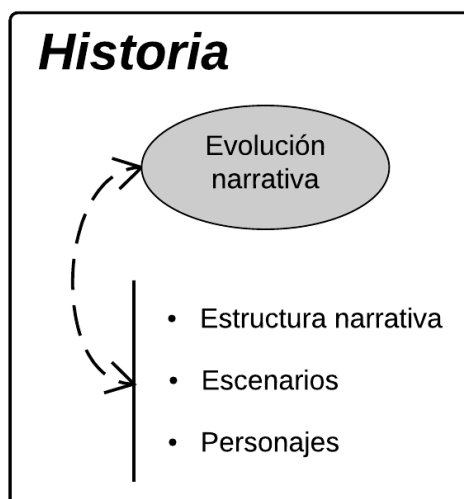 Historia
Evolución
narrativa
• Estructura narrativa
• Escenarios
• Personajes